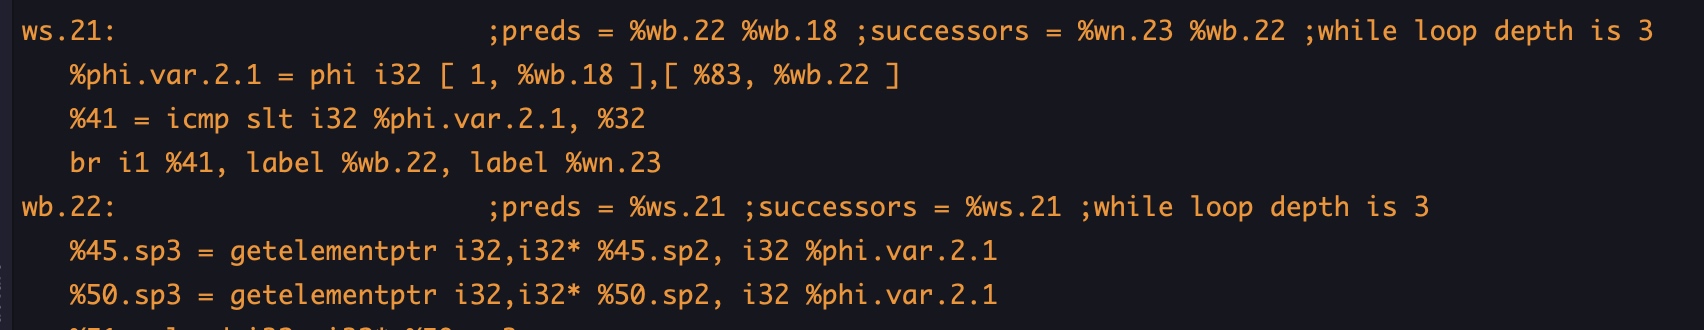 ws.21: ;preds = %wb.22 %wb.18 ;successors = %wn.23 %wb.22 ;while loop depth is 3
%phi.var.2.1 = phi i32 [ 1, %wb.18 ],[ %83, %wb.22 ]
%41 = icmp slt i32 %phi.var.2.1, %32
br i1 %41, label %wb.22, label %wn.23
wb.22: ;preds = %ws.21 ;successors = %ws.21 ;while loop depth is 3
%45.sp3 = getelementptr i32,i32* %45.sp2, i32 %phi.var.2.1
%50.sp3 = getelementptr i32,i32* %50.sp2, i32 %phi.var.2.1